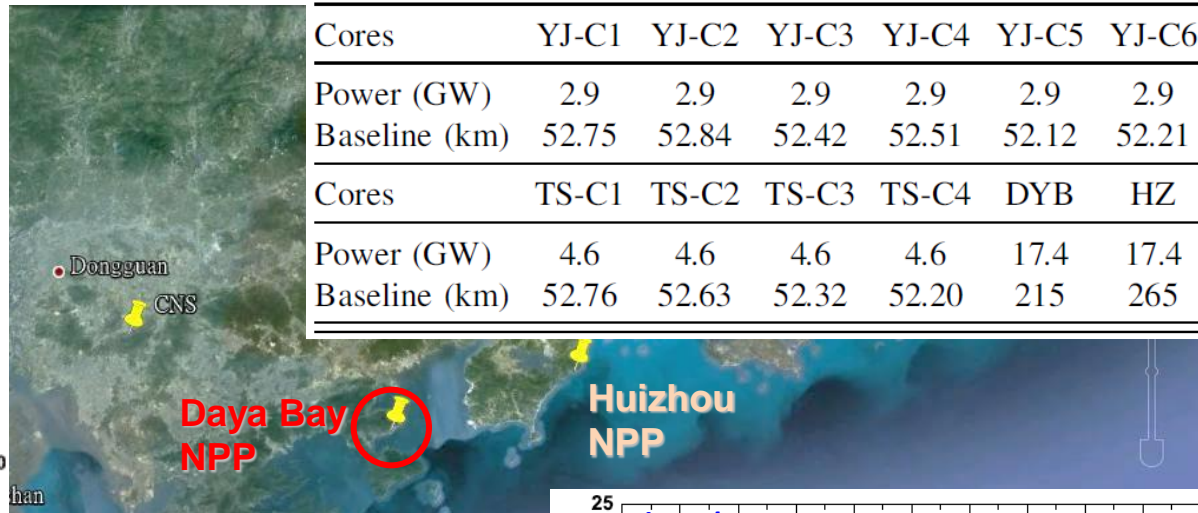 Cores YJ-C1 YJ-C2 YJ-C3 YJ-C4 YJ-C5 YJ-C6
Power (GW) 2.9 2.9 2.9 2.9 2.9 2.9
Baseline (km) 52.75 52.84 52.42 52.51 52.12 52.21
Cores TS-C1 TS-C2 TS-C3 TS-C4 DYB HZ
Power (GW) 4.6 4.6 4.6 4.6 17.4 17.4
Baseline (km) 52.76 52.63 52.32 52.20 215 265
Dongguan
CNS
Daya Bay
NPP
Huizhou
NPP
han
25